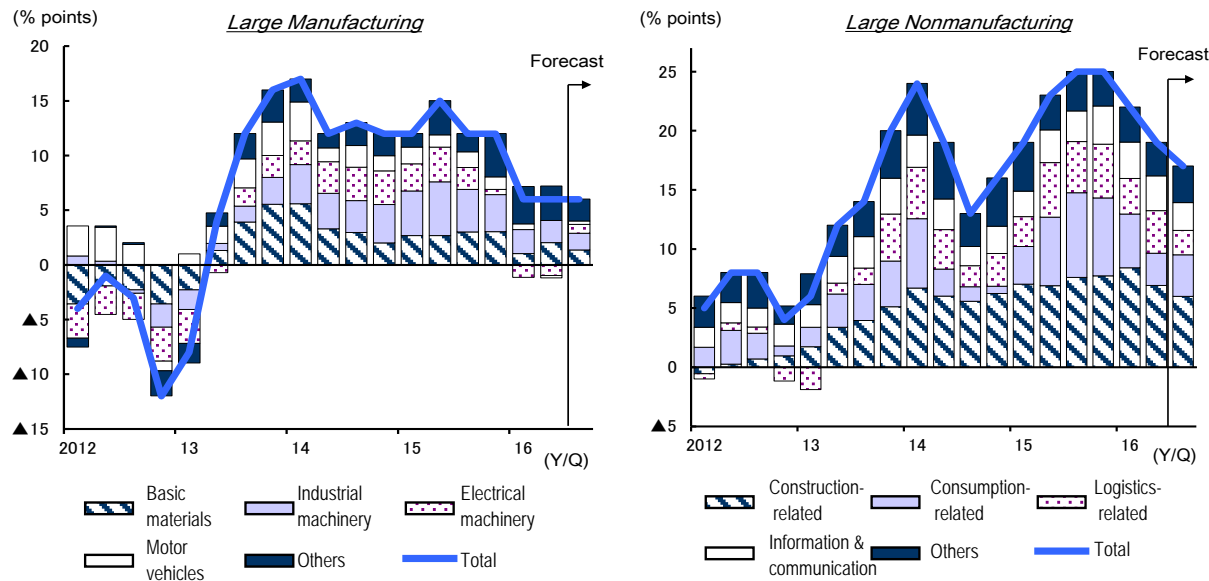 (% points)
Large Manufacturing
20
15
10
5
0
▲5
▲10
▲15
Forecast
2012 13 14 15 16
(Y/Q)
Basic
materials
Industrial
machinery
Electrical
machinery
Motor
vehicles
Others
Total
(% points)
Large Nonmanufacturing
25
20
15
10
5
0
▲5
Forecast
2012 13 14 15 16
(Y/Q)
Construction-
related
Consumption-
related
Logistics-
related
Information &
communication
Others
Total